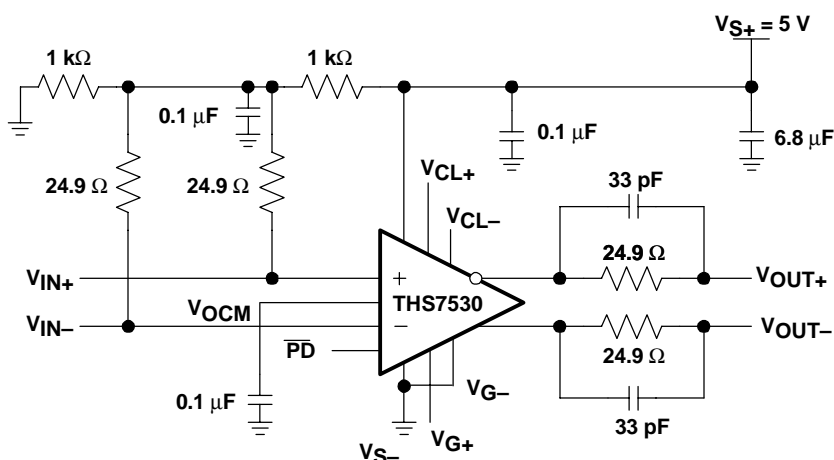 V_S+ = 5 V
1 kΩ
1 kΩ
0.1 μF
0.1 μF
6.8 μF
24.9 Ω
24.9 Ω
V_CL+
V_CL–
33 pF
24.9 Ω
V_IN+
+
THS7530
V_OUT+
V_OCM
V_IN–
–
V_OUT–
P̅D̅
24.9 Ω
0.1 μF
V_G–
V_G+
33 pF
V_S–